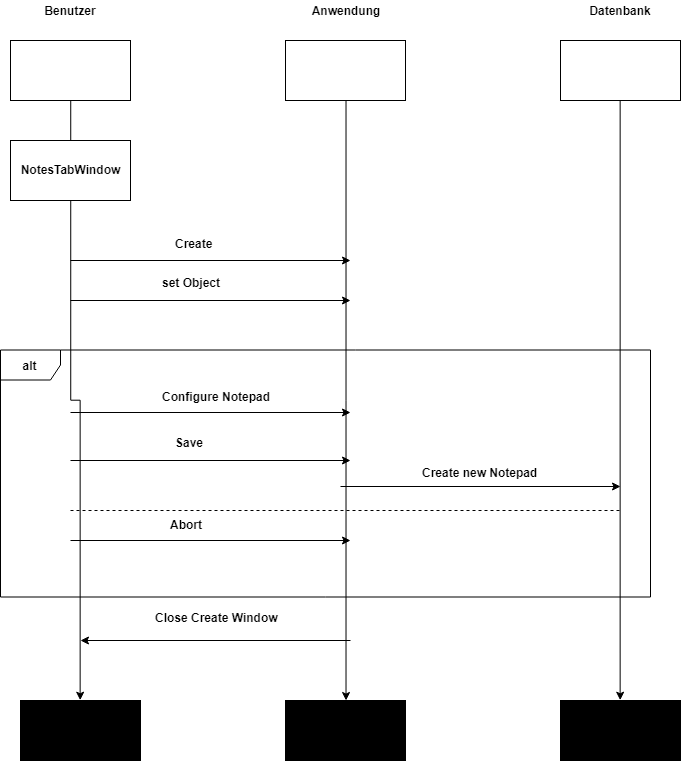 Benutzer
Anwendung
Datenbank
NotesTabWindow
Create
set Object
alt
Configure Notepad
Save
Create new Notepad
Abort
Close Create Window